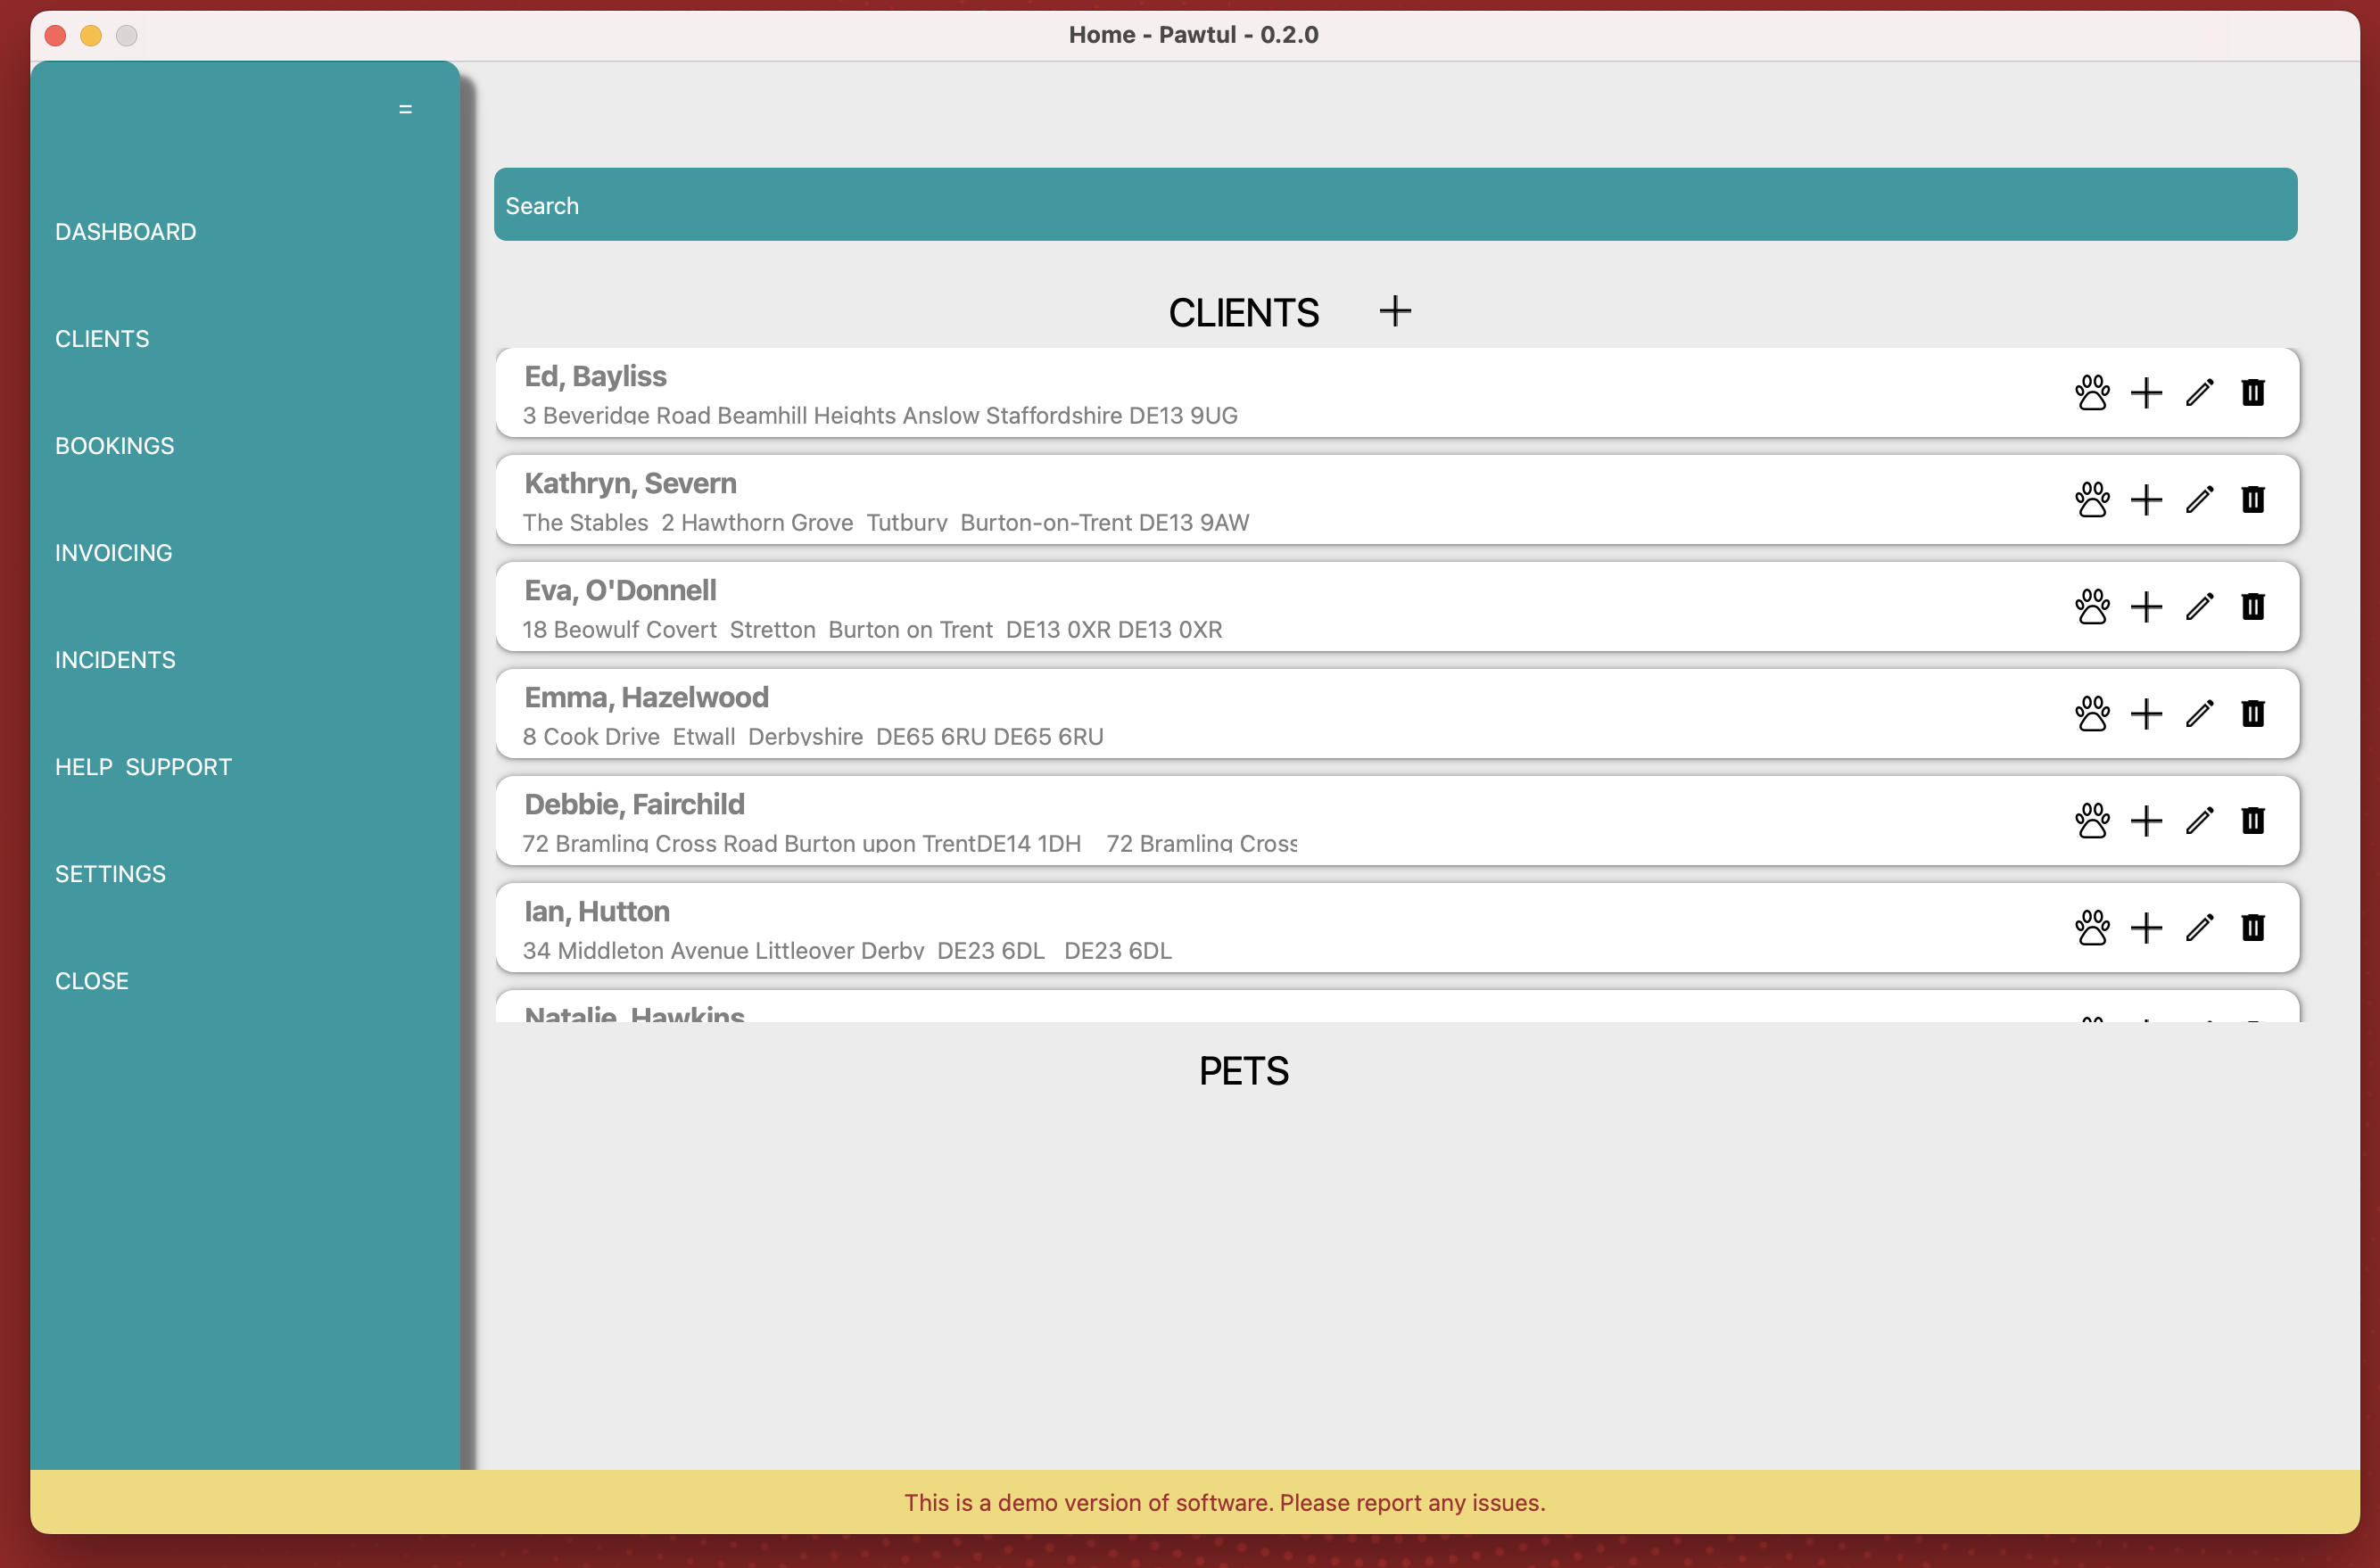 Home - Pawtul - 0.2.0
=
DASHBOARD
CLIENTS
BOOKINGS
INVOICING
INCIDENTS
HELP  SUPPORT
SETTINGS
CLOSE
Search
CLIENTS +
Ed, Bayliss
3 Beveridge Road Beamhill Heights Anslow Staffordshire DE13 9UG
Kathryn, Severn
The Stables  2 Hawthorn Grove  Tutbury  Burton-on-Trent DE13 9AW
Eva, O'Donnell
18 Beowulf Covert  Stretton  Burton on Trent  DE13 0XR DE13 0XR
Emma, Hazelwood
8 Cook Drive  Etwall  Derbyshire  DE65 6RU DE65 6RU
Debbie, Fairchild
72 Bramling Cross Road Burton upon TrentDE14 1DH   72 Bramling Cross
Ian, Hutton
34 Middleton Avenue Littleover Derby  DE23 6DL   DE23 6DL
Natalie, Hawkins
PETS
This is a demo version of software. Please report any issues.